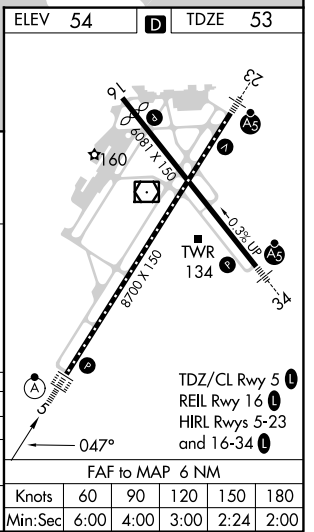 ELEV 54 D TDZE 53
16
23
P
A5
6081 X 150
V
160
0.3% UP
TWR
134
P
A5
8700 X 150
34
P
A
5
TDZ/CL Rwy 5 L
REIL Rwy 16 L
HIRL Rwys 5-23
and 16-34 L
047°
FAF to MAP 6 NM
Knots 60 90 120 150 180
Min:Sec 6:00 4:00 3:00 2:24 2:00